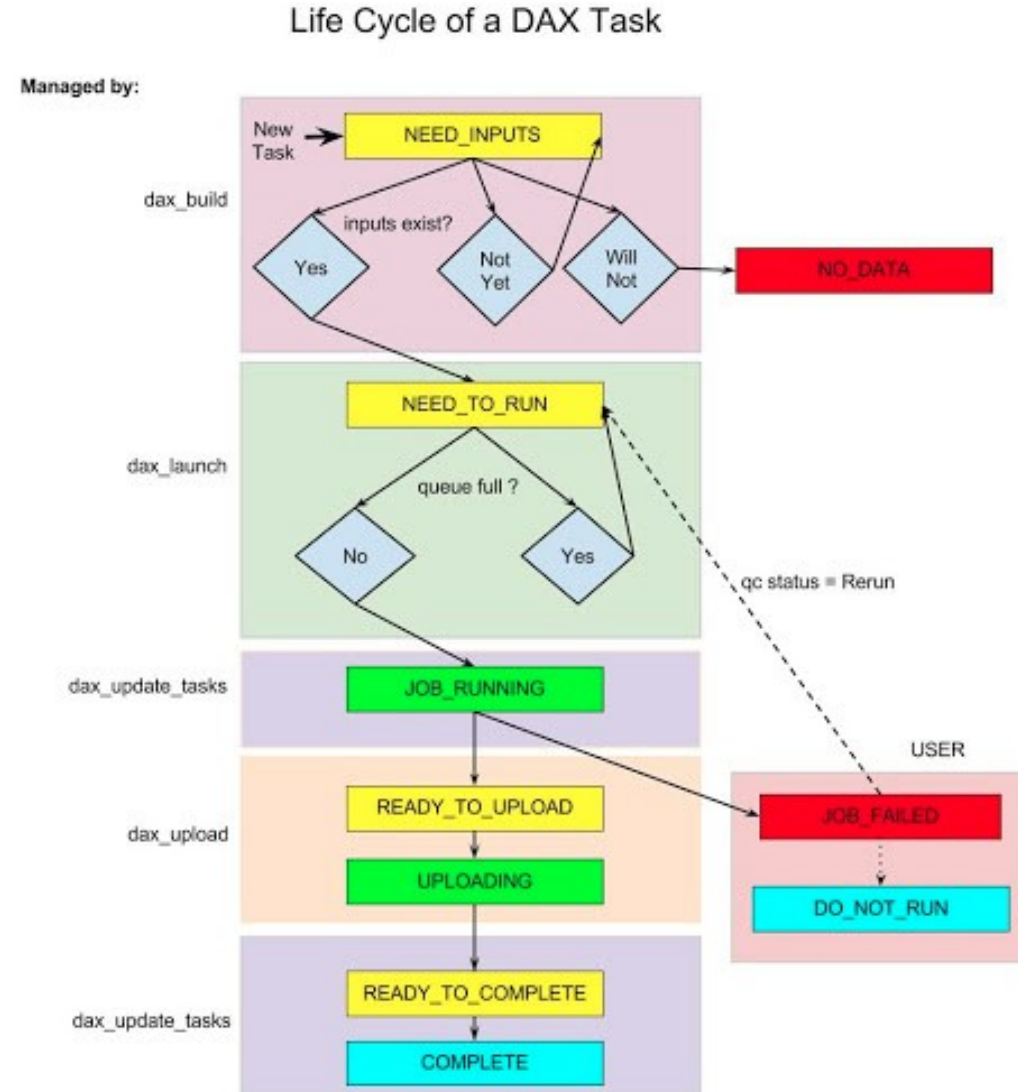 Life Cycle of a DAX Task
Managed by:
New
Task
NEED_INPUTS
dax_build
inputs exist?
Yes
Not
Yet
Will
Not
NO_DATA
NEED_TO_RUN
dax_launch
queue full ?
No
Yes
qc status = Rerun
dax_update_tasks
JOB_RUNNING
USER
READY_TO_UPLOAD
JOB_FAILED
dax_upload
UPLOADING
DO_NOT_RUN
READY_TO_COMPLETE
dax_update_tasks
COMPLETE